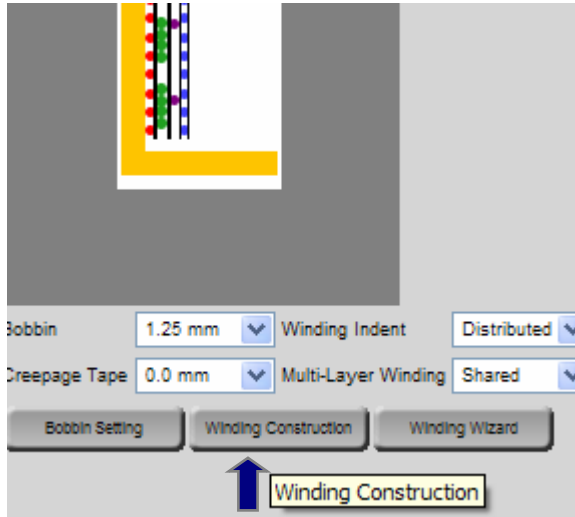 Bobbin 1.25 mm Winding Indent Distributed
Creepage Tape 0.0 mm Multi-Layer Winding Shared
Bobbin Setting Winding Construction Winding Wizard
Winding Construction